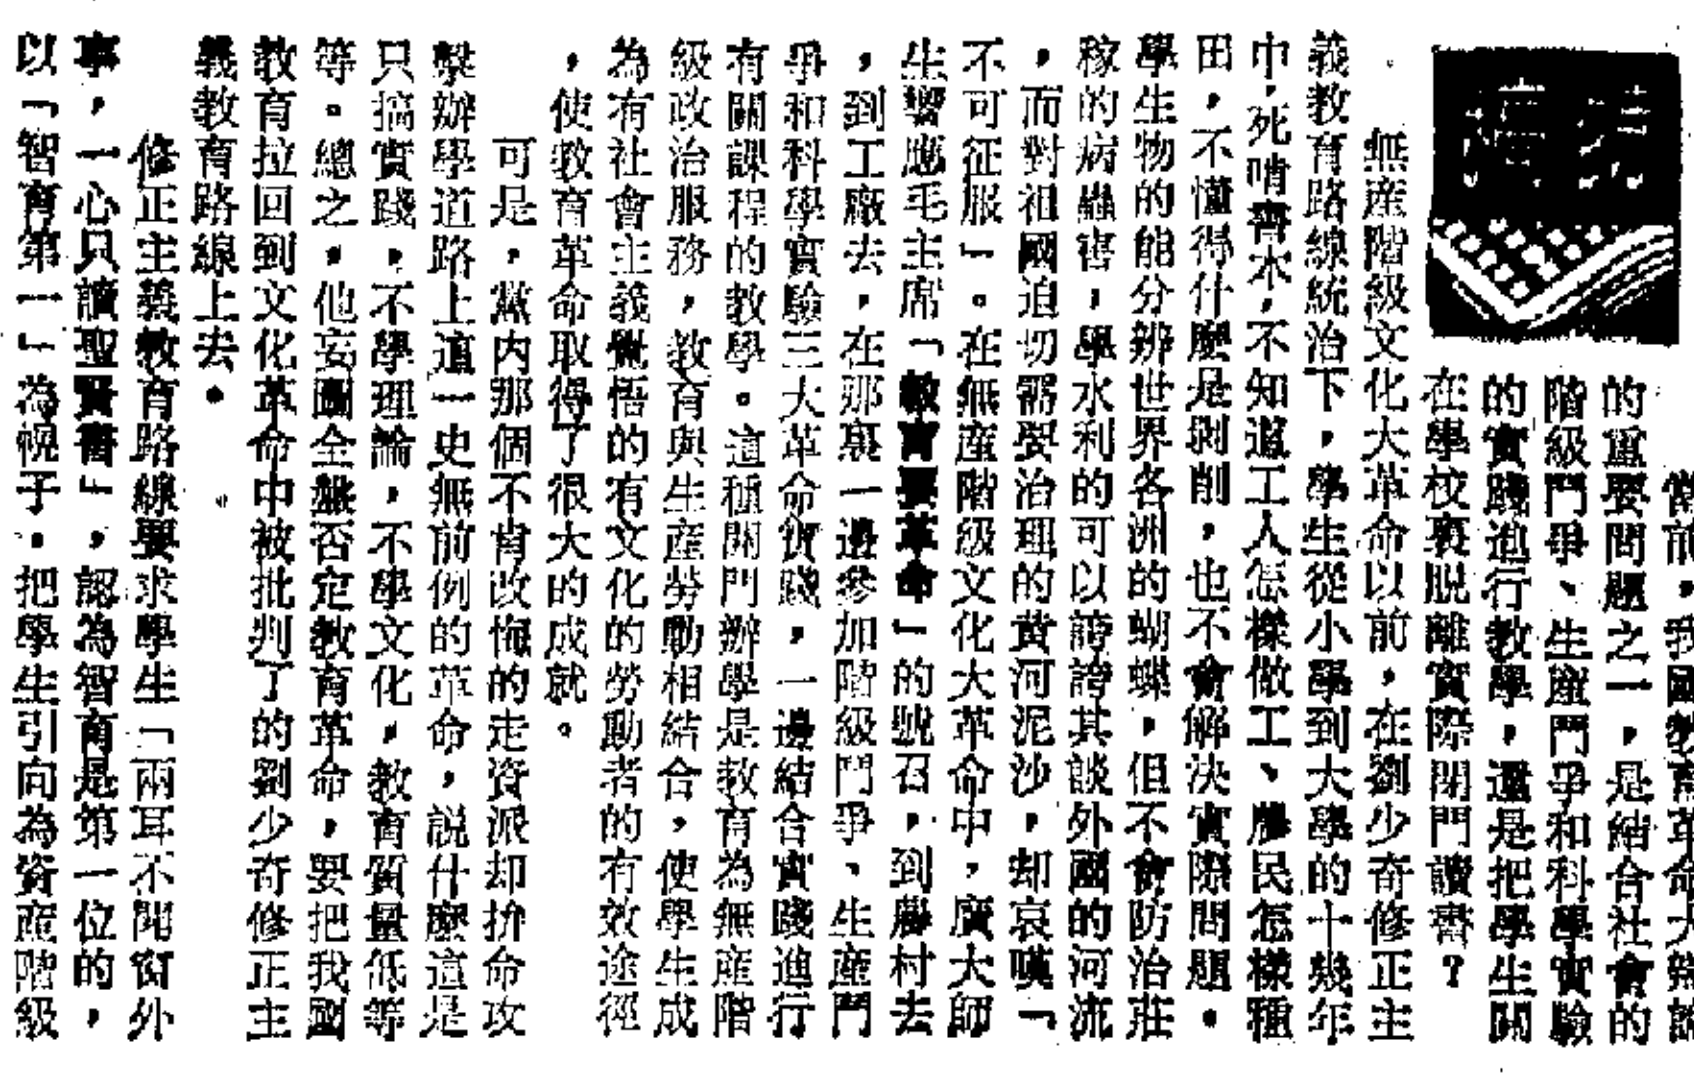 當前，我國教育革命大辯論
的重要問題之一，是結合社會的
階級鬥爭、生產鬥爭和科學實驗
的實踐進行教學，還是把學生關
在學校裏脫離實際閉門讀書？
無產階級文化大革命以前，在劉少奇修正主
義教育路線統治下，學生從小學到大學的十幾年
中，死啃書本，不知道工人怎樣做工、農民怎樣種
田，不懂得什麼是剥削，也不會解決實際問題。
學生物的能分辨世界各洲的蝴蝶，但不會防治莊
稼的病蟲害，學水利的可以誇誇其談外國的河流
，而對祖國迫切需要治理的黄河泥沙，却哀嘆「
不可征服」。在無產階級文化大革命中，廣大師
生響應毛主席「教育要革命」的號召，到農村去
，到工廠去，在那裏一邊參加階級鬥爭、生產鬥
爭和科學實驗三大革命實踐，一邊結合實踐進行
有關課程的教學。這種開門辦學是教育為無產階
級政治服務，教育與生產勞動相結合，使學生成
為有社會主義覺悟的有文化的勞動者的有效途徑
，使教育革命取得了很大的成就。
可是，黨内那個不肯改悔的走資派却拚命攻
擊辦學道路上這一史無前例的革命，説什麼這是
只搞實踐，不學理論，不學文化，教育質量低等
等。總之，他妄圖全盤否定教育革命，要把我國
教育拉回到文化革命中被批判了的劉少奇修正主
義教育路線上去。
修正主義教育路線要求學生「兩耳不聞窗外
事，一心只讀聖賢書」，認為智育是第一位的，
以「智育第一」為幌子，把學生引向為資產階級